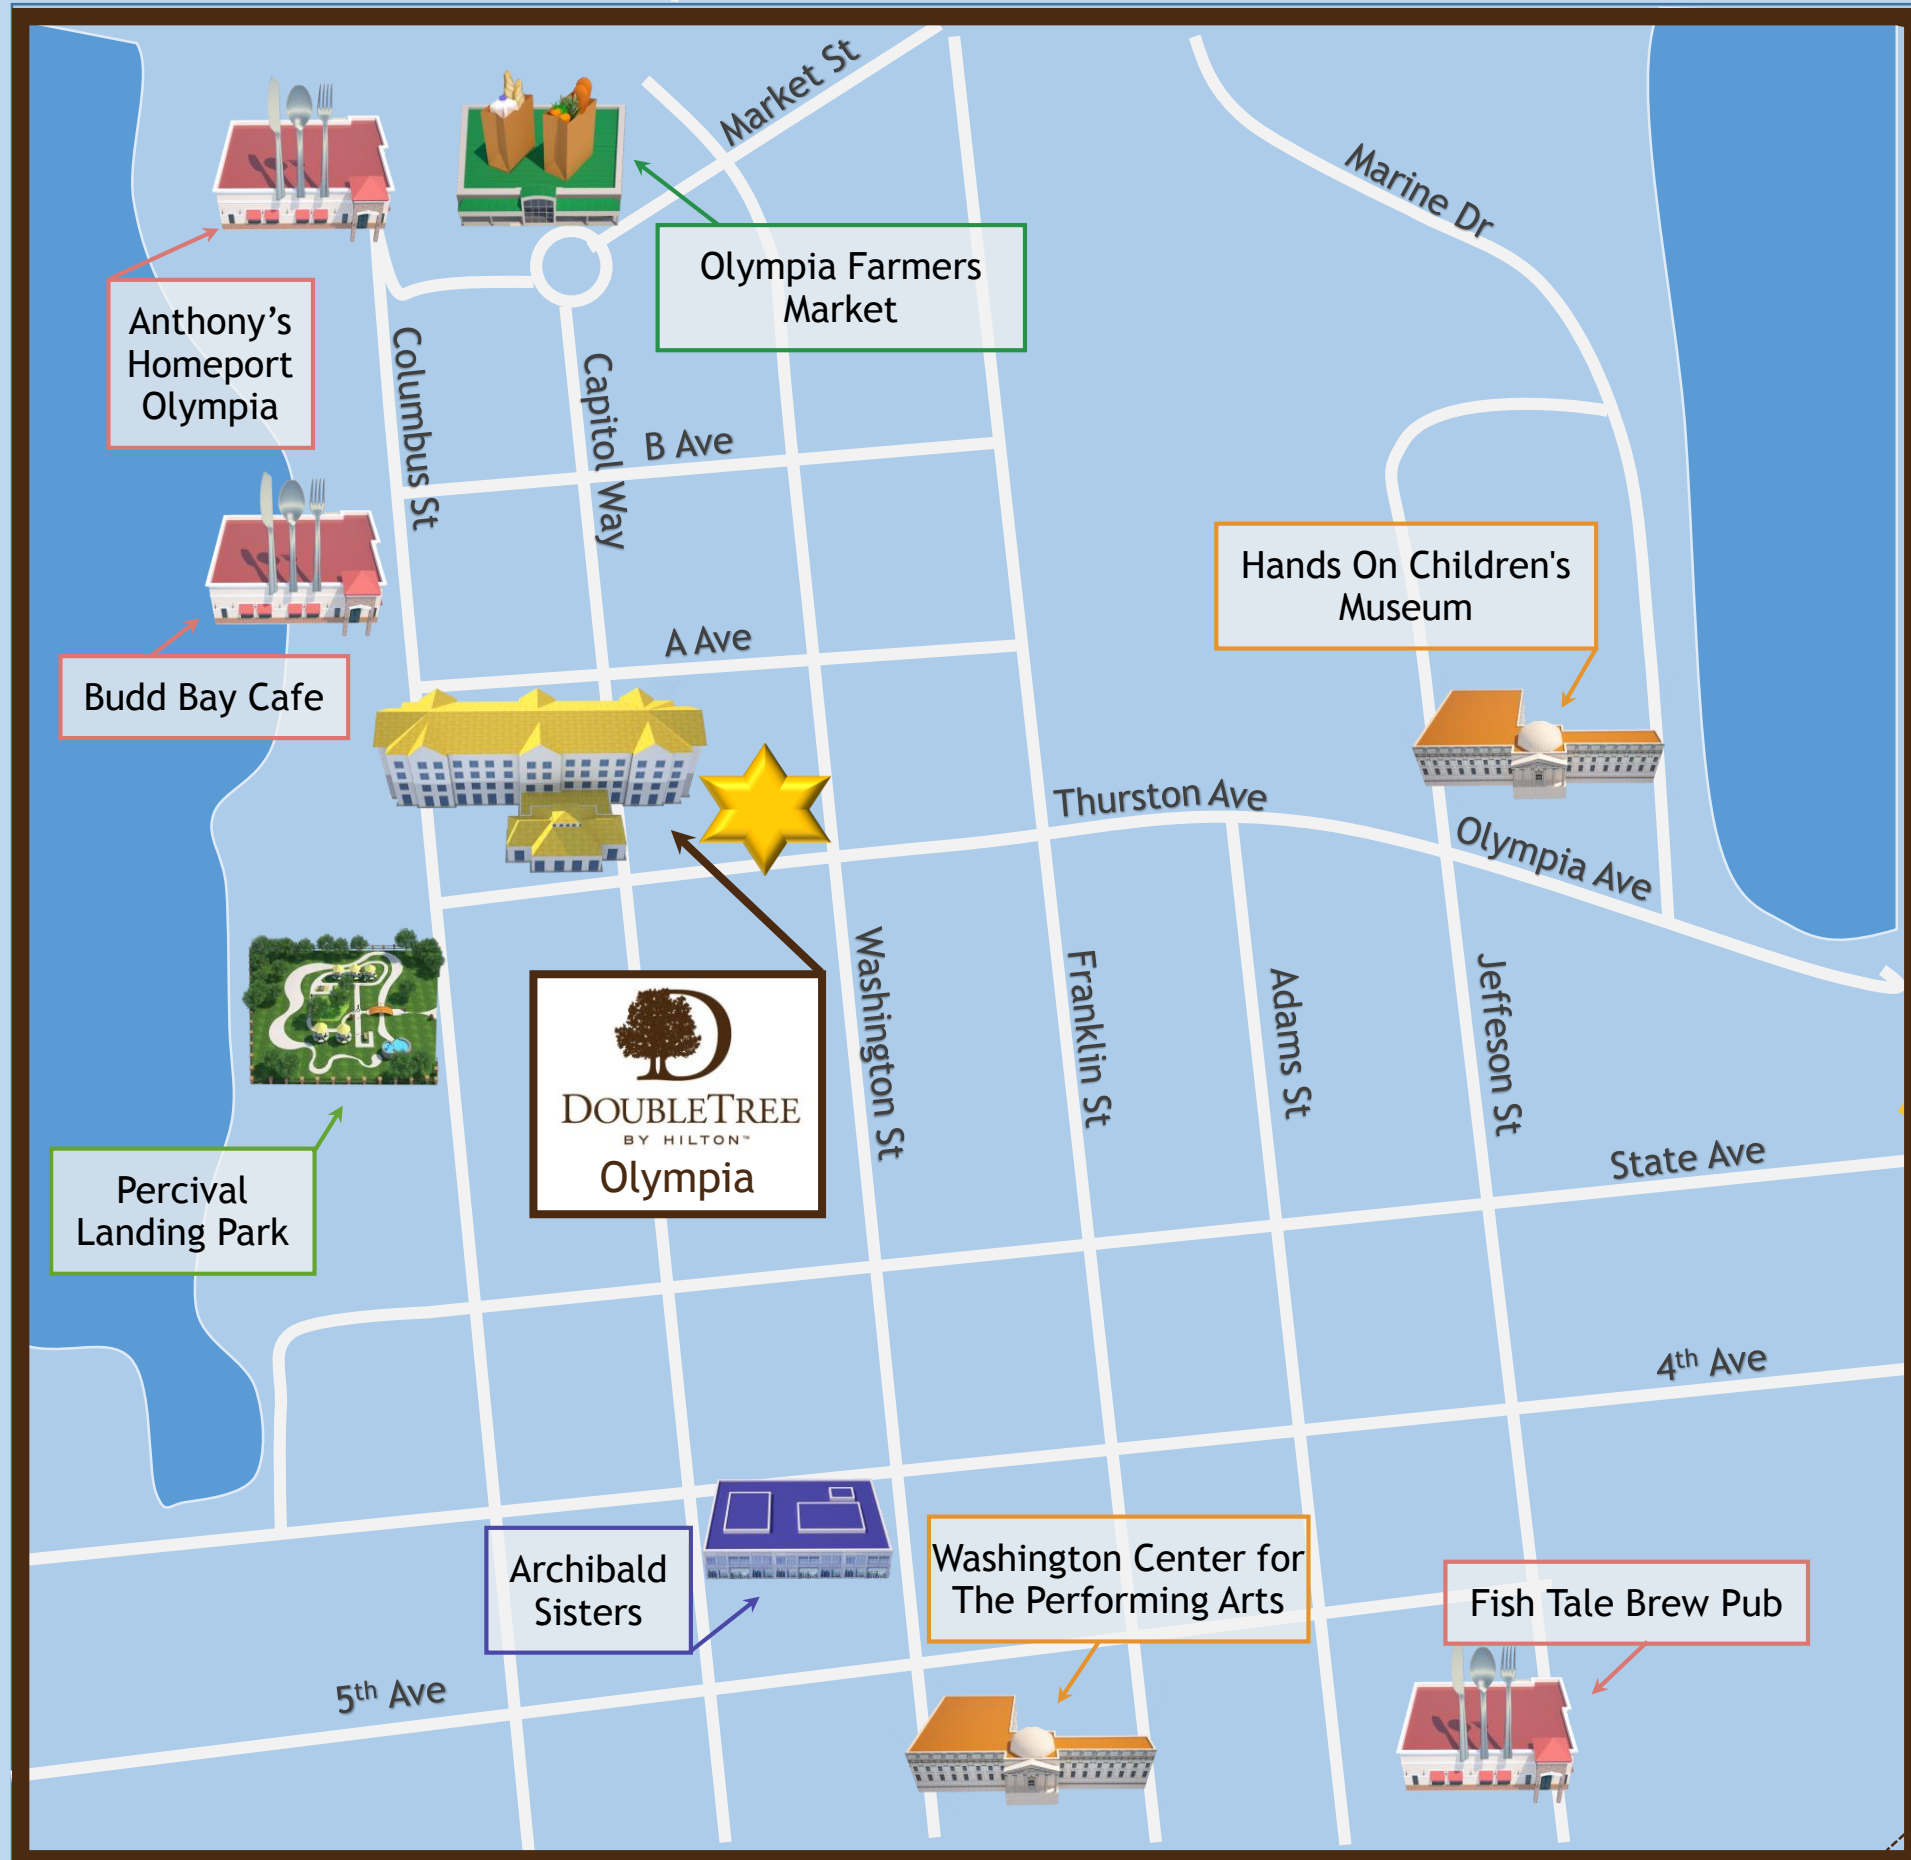 Market St
Marine Dr
Olympia Farmers
Market
Anthony’s
Homeport
Olympia
Columbus St
Capitol Way
B Ave
Hands On Children's
Museum
A Ave
Budd Bay Cafe
Thurston Ave
Olympia Ave
Washington St
Franklin St
Adams St
Jeffeson St
DOUBLETREE
BY HILTON™
Olympia
State Ave
Percival
Landing Park
4th Ave
Archibald
Sisters
Washington Center for
The Performing Arts
Fish Tale Brew Pub
5th Ave